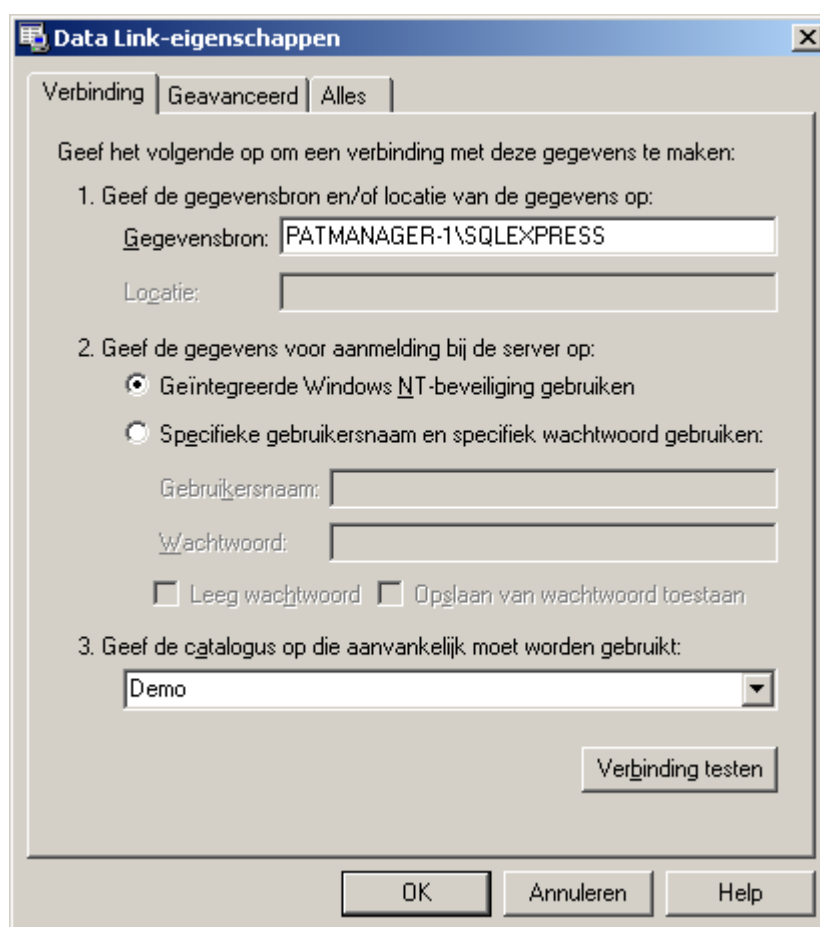 Data Link-eigenschappen
Verbinding Geavanceerd Alles
Geef het volgende op om een verbinding met deze gegevens te maken:
1. Geef de gegevensbron en/of locatie van de gegevens op:
Gegevensbron: PATMANAGER-1\SQLEXPRESS
Locatie:
2. Geef de gegevens voor aanmelding bij de server op:
Geïntegreerde Windows NT-beveiliging gebruiken
Specifieke gebruikersnaam en specifiek wachtwoord gebruiken:
Gebruikersnaam:
Wachtwoord:
Leeg wachtwoord Opslaan van wachtwoord toestaan
3. Geef de catalogus op die aanvankelijk moet worden gebruikt:
Demo
Verbinding testen
OK Annuleren Help